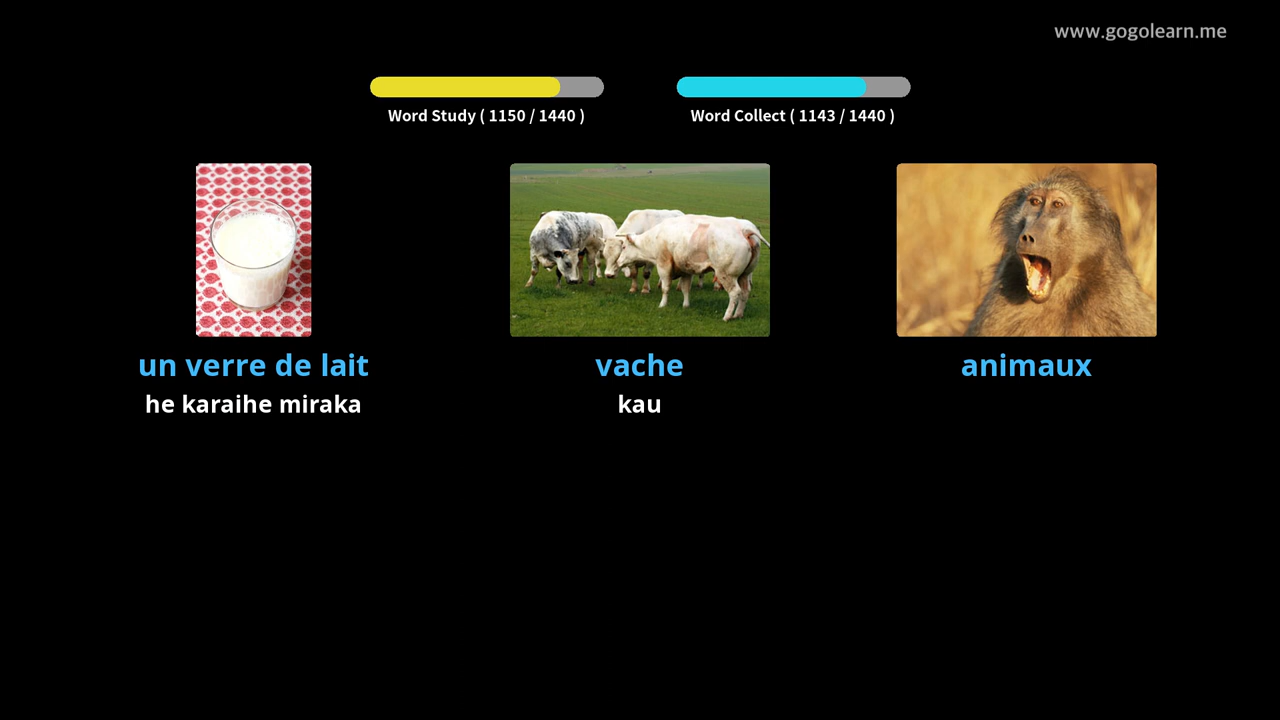 www.gogolearn.me
Word Study ( 1150 / 1440 )
Word Collect ( 1143 / 1440 )
un verre de lait
he karaihe miraka
vache
kau
animaux